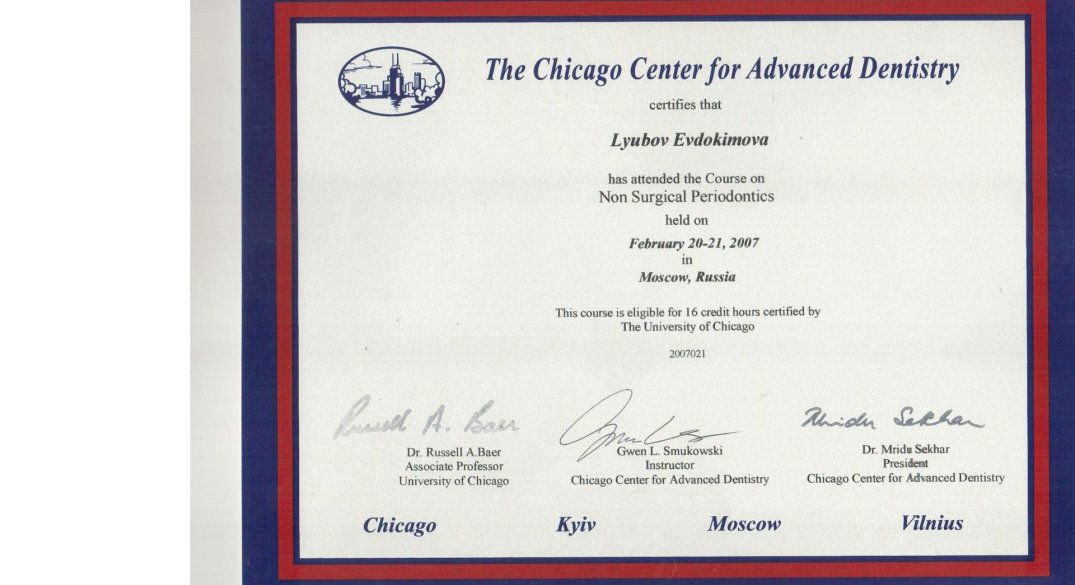 The Chicago Center for Advanced Dentistry
certifies that
Lyubov Evdokimova
has attended the Course on
Non Surgical Periodontics
held on
February 20-21, 2007
in
Moscow, Russia
This course is eligible for 16 credit hours certified by
The University of Chicago
2007021
Russell A. Baer
Mridu Sekhar
Dr. Russell A.Baer
Associate Professor
University of Chicago
Gwen L. Smukowski
Instructor
Chicago Center for Advanced Dentistry
Dr. Mridu Sekhar
President
Chicago Center for Advanced Dentistry
Chicago Kyiv Moscow Vilnius